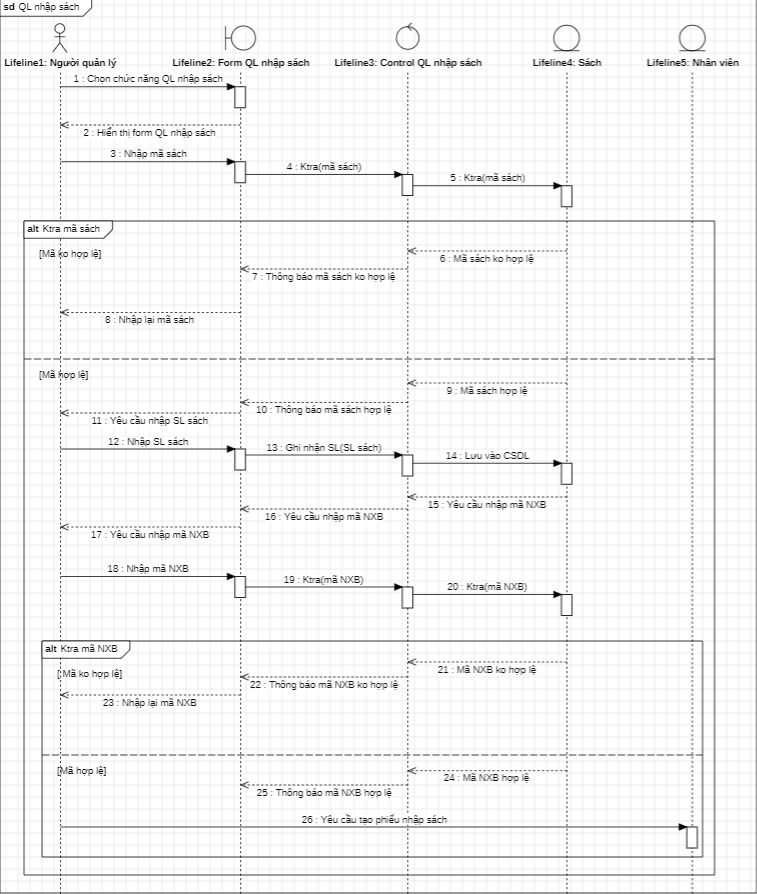 sd QL nhập sách
Lifeline1: Người quản lý
Lifeline2: Form QL nhập sách
Lifeline3: Control QL nhập sách
Lifeline4: Sách
Lifeline5: Nhân viên
1 : Chọn chức năng QL nhập sách
2 : Hiển thị form QL nhập sách
3 : Nhập mã sách
4 : Ktra(mã sách)
5 : Ktra(mã sách)
alt Ktra mã sách
[Mã ko hợp lệ]
6 : Mã sách ko hợp lệ
7 : Thông báo mã sách ko hợp lệ
8 : Nhập lại mã sách
[Mã hợp lệ]
9 : Mã sách hợp lệ
10 : Thông báo mã sách hợp lệ
11 : Yêu cầu nhập SL sách
12 : Nhập SL sách
13 : Ghi nhận SL(SL sách)
14 : Lưu vào CSDL
15 : Yêu cầu nhập mã NXB
16 : Yêu cầu nhập mã NXB
17 : Yêu cầu nhập mã NXB
18 : Nhập mã NXB
19 : Ktra(mã NXB)
20 : Ktra(mã NXB)
alt Ktra mã NXB
[Mã ko hợp lệ]
21 : Mã NXB ko hợp lệ
22 : Thông báo mã NXB ko hợp lệ
23 : Nhập lại mã NXB
[Mã hợp lệ]
24 : Mã NXB hợp lệ
25 : Thông báo mã NXB hợp lệ
26 : Yêu cầu tạo phiếu nhập sách